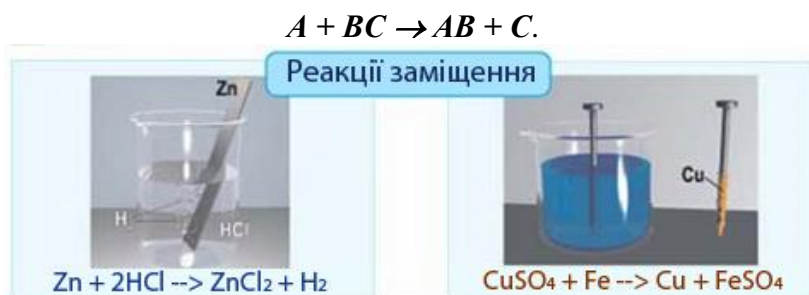 A + BC → AB + C.
Реакції заміщення
Zn
H
HCl
Zn + 2HCl --> ZnCl₂ + H₂
Cu
CuSO₄ + Fe --> Cu + FeSO₄